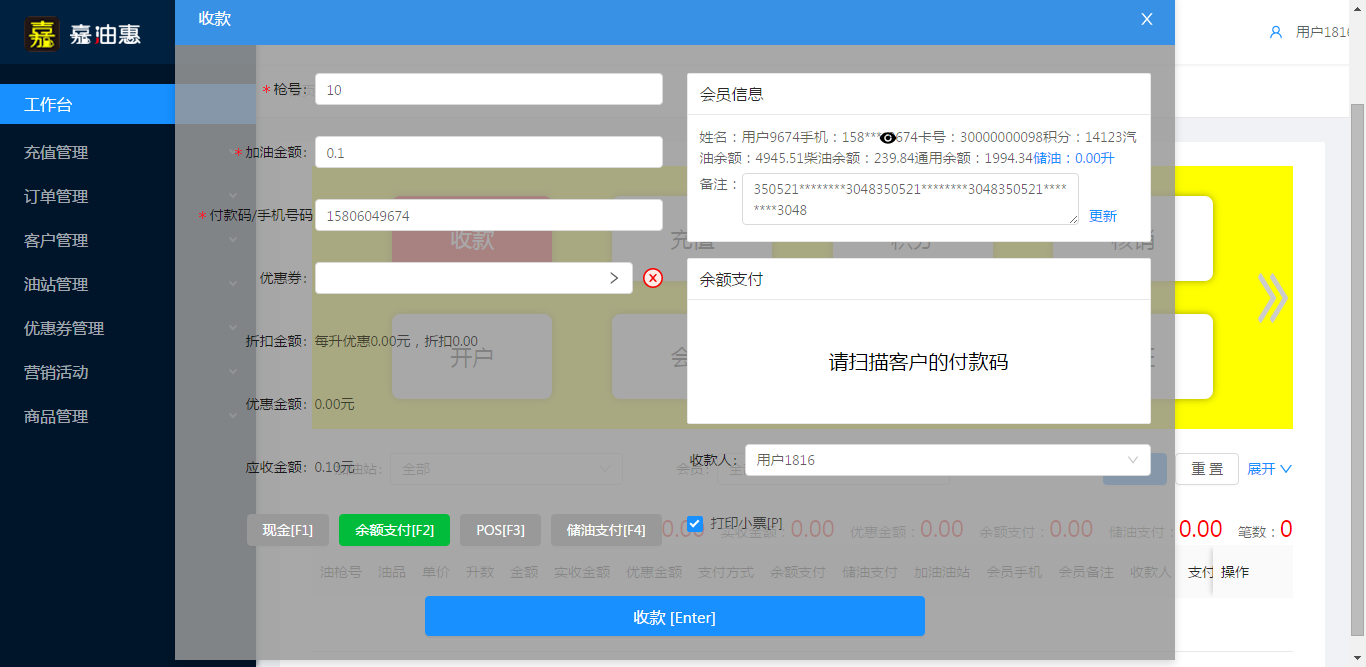 嘉 嘉油惠
收款 X
用户1816
工作台
充值管理
订单管理
客户管理
油站管理
优惠券管理
营销活动
商品管理
* 枪号: 10
* 加油金额: 0.1
* 付款码/手机号码 15806049674
优惠券:
折扣金额: 每升优惠0.00元，折扣0.00
优惠金额: 0.00元
应收金额: 0.10元
现金[F1] 余额支付[F2] POS[F3] 储油支付[F4]
会员信息
姓名：用户9674手机：158***674卡号：30000000098积分：14123汽
油余额：4945.51柴油余额：239.84通用余额：1994.34储油：0.00升
备注： 350521********3048350521********3048350521****
****3048
更新
余额支付
请扫描客户的付款码
收款人: 用户1816
打印小票[P]
收款 [Enter]
收款 充值 积分 核销
开户 会
油站: 全部 会员: 重 置 展开
0.00 实收金额: 0.00 优惠金额: 0.00 余额支付: 0.00 储油支付: 0.00 笔数: 0
油枪号 油品 单价 升数 金额 实收金额 优惠金额 支付方式 余额支付 储油支付 加油油站 会员手机 会员备注 收款人 支付 操作